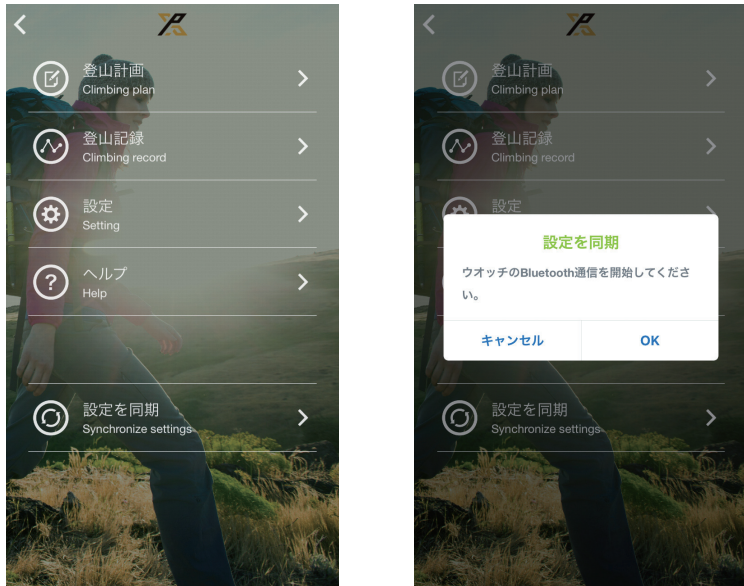 登山計画
Climbing plan
登山記録
Climbing record
設定
Setting
ヘルプ
Help
設定を同期
Synchronize settings
登山計画
Climbing plan
登山記録
Climbing record
設定
設定を同期
ウオッチのBluetooth通信を開始してくださ
い。
キャンセル
OK
設定を同期
Synchronize settings